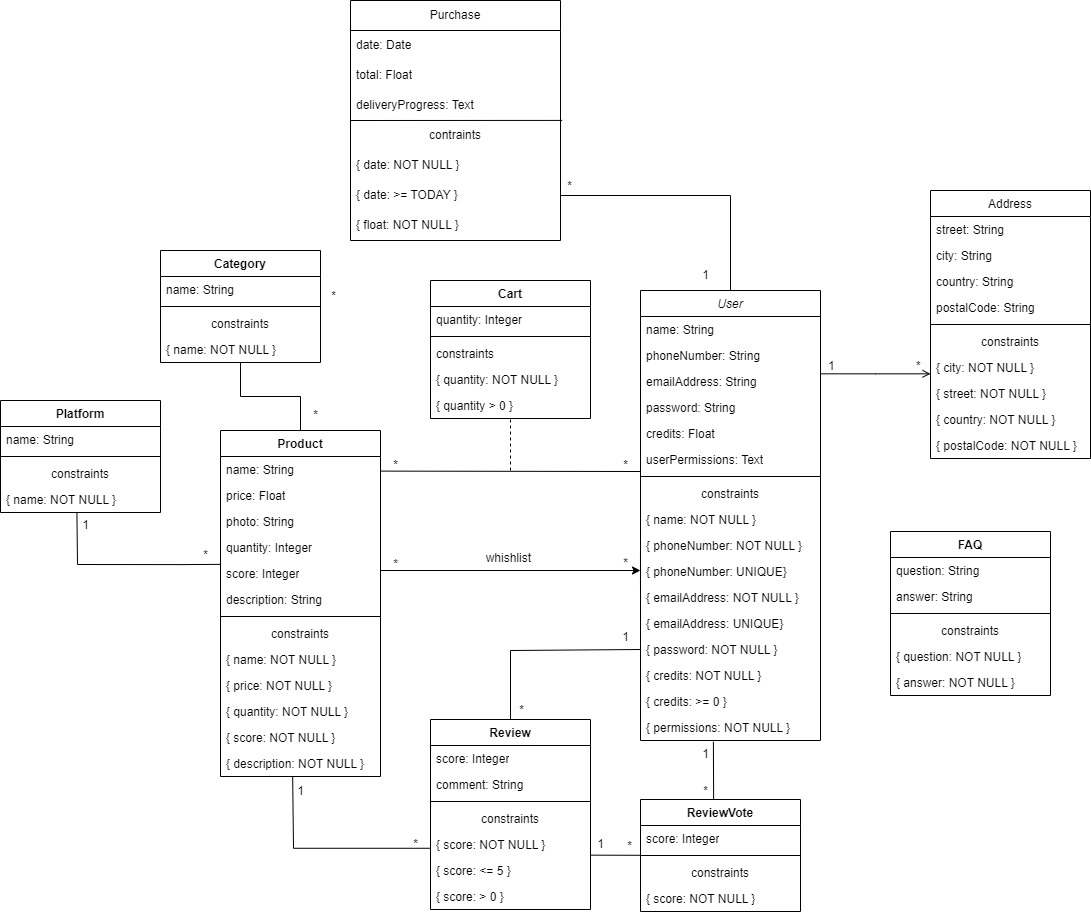 Purchase
date: Date
total: Float
deliveryProgress: Text
contraints
{ date: NOT NULL }
{ date: >= TODAY }
{ float: NOT NULL }
*
1
Category
name: String
constraints
{ name: NOT NULL }
*
*
Platform
name: String
constraints
{ name: NOT NULL }
1
*
Cart
quantity: Integer
constraints
{ quantity: NOT NULL }
{ quantity > 0 }
Product
name: String
price: Float
photo: String
quantity: Integer
score: Integer
description: String
constraints
{ name: NOT NULL }
{ price: NOT NULL }
{ quantity: NOT NULL }
{ score: NOT NULL }
{ description: NOT NULL }
*
*
*
whishlist
*
User
name: String
phoneNumber: String
emailAddress: String
password: String
credits: Float
userPermissions: Text
constraints
{ name: NOT NULL }
{ phoneNumber: NOT NULL }
{ phoneNumber: UNIQUE}
{ emailAddress: NOT NULL }
{ emailAddress: UNIQUE}
{ password: NOT NULL }
{ credits: NOT NULL }
{ credits: >= 0 }
{ permissions: NOT NULL }
1
*
Address
street: String
city: String
country: String
postalCode: String
constraints
{ city: NOT NULL }
{ street: NOT NULL }
{ country: NOT NULL }
{ postalCode: NOT NULL }
FAQ
question: String
answer: String
constraints
{ question: NOT NULL }
{ answer: NOT NULL }
1
*
Review
score: Integer
comment: String
constraints
{ score: NOT NULL }
{ score: <= 5 }
{ score: > 0 }
1
*
1
*
1
*
ReviewVote
score: Integer
constraints
{ score: NOT NULL }